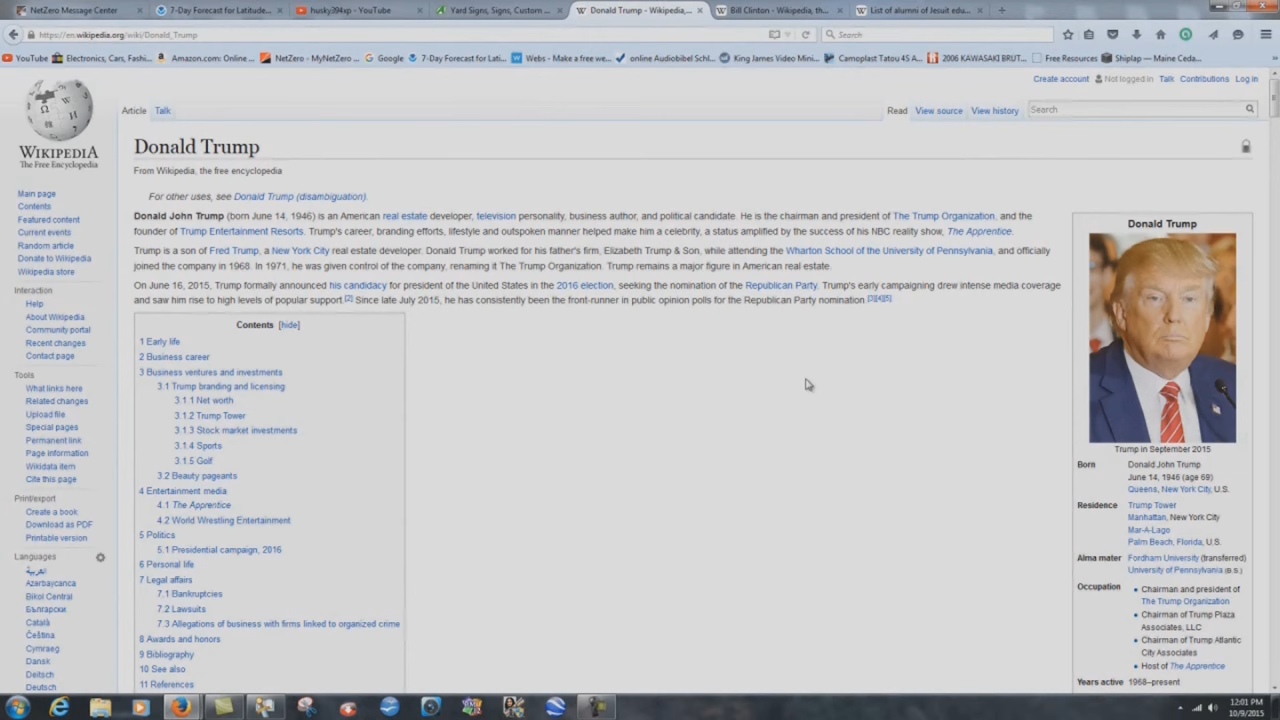 NetZero Message Center
7-Day Forecast for Latitude...
husky394xp - YouTube
Yard Signs, Signs, Custom ...
Donald Trump - Wikipedia,...
Bill Clinton - Wikipedia, th...
List of alumni of Jesuit edu...
https://en.wikipedia.org/wiki/Donald_Trump
Search
YouTube
Electronics, Cars, Fashi...
Amazon.com: Online ...
NetZero - MyNetZero ...
Google
7-Day Forecast for Lati...
Webs - Make a free we...
online Audiobibel Schl...
King James Video Mini...
Camoplast Tatou 4S A...
2006 KAWASAKI BRUT...
Free Resources
Shiplap — Maine Ceda...
Create account
Not logged in
Talk
Contributions
Log in
Article
Talk
Read
View source
View history
Search
WIKIPEDIA
The Free Encyclopedia
Main page
Contents
Featured content
Current events
Random article
Donate to Wikipedia
Wikipedia store
Interaction
Help
About Wikipedia
Community portal
Recent changes
Contact page
Tools
What links here
Related changes
Upload file
Special pages
Permanent link
Page information
Wikidata item
Cite this page
Print/export
Create a book
Download as PDF
Printable version
Languages
العربية
Azərbaycanca
Bikol Central
Български
Català
Čeština
Cymraeg
Dansk
Deitsch
Deutsch
Donald Trump
From Wikipedia, the free encyclopedia
For other uses, see Donald Trump (disambiguation).
Donald John Trump (born June 14, 1946) is an American real estate developer, television personality, business author, and political candidate. He is the chairman and president of The Trump Organization, and the
founder of Trump Entertainment Resorts. Trump's career, branding efforts, lifestyle and outspoken manner helped make him a celebrity, a status amplified by the success of his NBC reality show, The Apprentice.
Trump is a son of Fred Trump, a New York City real estate developer. Donald Trump worked for his father's firm, Elizabeth Trump & Son, while attending the Wharton School of the University of Pennsylvania, and officially
joined the company in 1968. In 1971, he was given control of the company, renaming it The Trump Organization. Trump remains a major figure in American real estate.
On June 16, 2015, Trump formally announced his candidacy for president of the United States in the 2016 election, seeking the nomination of the Republican Party. Trump's early campaigning drew intense media coverage
and saw him rise to high levels of popular support.[2] Since late July 2015, he has consistently been the front-runner in public opinion polls for the Republican Party nomination.[3][4][5]
Contents [hide]
1 Early life
2 Business career
3 Business ventures and investments
3.1 Trump branding and licensing
3.1.1 Net worth
3.1.2 Trump Tower
3.1.3 Stock market investments
3.1.4 Sports
3.1.5 Golf
3.2 Beauty pageants
4 Entertainment media
4.1 The Apprentice
4.2 World Wrestling Entertainment
5 Politics
5.1 Presidential campaign, 2016
6 Personal life
7 Legal affairs
7.1 Bankruptcies
7.2 Lawsuits
7.3 Allegations of business with firms linked to organized crime
8 Awards and honors
9 Bibliography
10 See also
11 References
Donald Trump
Trump in September 2015
Born Donald John Trump
June 14, 1946 (age 69)
Queens, New York City, U.S.
Residence Trump Tower
Manhattan, New York City
Mar-A-Lago
Palm Beach, Florida, U.S.
Alma mater Fordham University (transferred)
University of Pennsylvania (B.S.)
Occupation • Chairman and president of
The Trump Organization
• Chairman of Trump Plaza
Associates, LLC
• Chairman of Trump Atlantic
City Associates
• Host of The Apprentice
Years active 1968–present
12:01 PM
10/9/2015